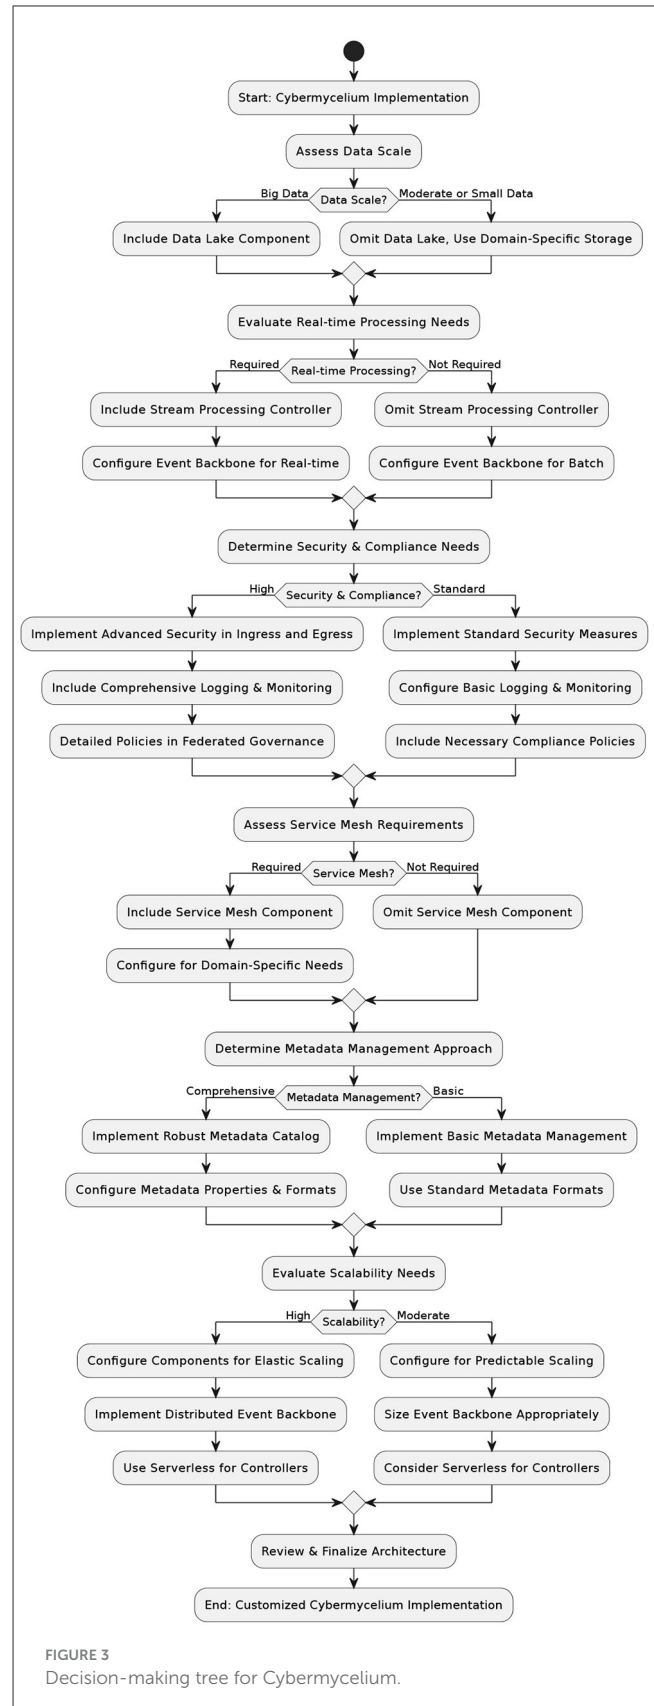 Start: Cybermycelium Implementation
Assess Data Scale
Big Data
Data Scale?
Moderate or Small Data
Include Data Lake Component
Omit Data Lake, Use Domain-Specific Storage
Evaluate Real-time Processing Needs
Required
Real-time Processing?
Not Required
Include Stream Processing Controller
Omit Stream Processing Controller
Configure Event Backbone for Real-time
Configure Event Backbone for Batch
Determine Security & Compliance Needs
High
Security & Compliance?
Standard
Implement Advanced Security in Ingress and Egress
Implement Standard Security Measures
Include Comprehensive Logging & Monitoring
Configure Basic Logging & Monitoring
Detailed Policies in Federated Governance
Include Necessary Compliance Policies
Assess Service Mesh Requirements
Required
Service Mesh?
Not Required
Include Service Mesh Component
Omit Service Mesh Component
Configure for Domain-Specific Needs
Determine Metadata Management Approach
Comprehensive
Metadata Management?
Basic
Implement Robust Metadata Catalog
Implement Basic Metadata Management
Configure Metadata Properties & Formats
Use Standard Metadata Formats
Evaluate Scalability Needs
High
Scalability?
Moderate
Configure Components for Elastic Scaling
Configure for Predictable Scaling
Implement Distributed Event Backbone
Size Event Backbone Appropriately
Use Serverless for Controllers
Consider Serverless for Controllers
Review & Finalize Architecture
End: Customized Cybermycelium Implementation
FIGURE 3
Decision-making tree for Cybermycelium.